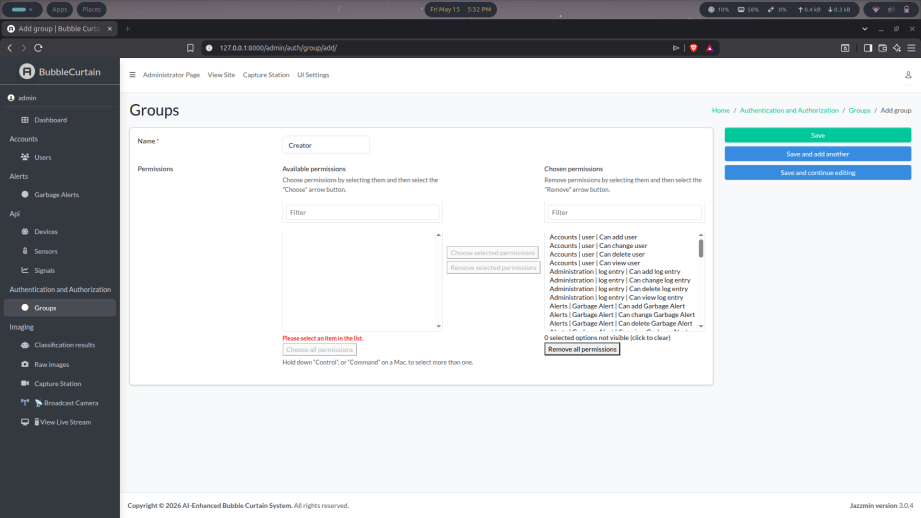 Apps
Places
Fri May 15 5:32 PM
10%
58%
0%
0.4 kB
0.3 kB
Add group | Bubble Curta
127.0.0.1:8000/admin/auth/group/add/
BubbleCurtain
Administrator Page
View Site
Capture Station
UI Settings
admin
Dashboard
Accounts
Users
Alerts
Garbage Alerts
Api
Devices
Sensors
Signals
Authentication and Authorization
Groups
Imaging
Classification results
Raw images
Capture Station
Broadcast Camera
View Live Stream
Groups
Home / Authentication and Authorization / Groups / Add group
Name *
Creator
Permissions
Available permissions
Choose permissions by selecting them and then select the
"Choose" arrow button.
Filter
Choose selected permissions
Remove selected permissions
Please select an item in the list.
Choose all permissions
Hold down "Control", or "Command" on a Mac, to select more than one.
Chosen permissions
Remove permissions by selecting them and then select the
"Remove" arrow button.
Filter
Accounts | user | Can add user
Accounts | user | Can change user
Accounts | user | Can delete user
Accounts | user | Can view user
Administration | log entry | Can add log entry
Administration | log entry | Can change log entry
Administration | log entry | Can delete log entry
Administration | log entry | Can view log entry
Alerts | Garbage Alert | Can add Garbage Alert
Alerts | Garbage Alert | Can change Garbage Alert
Alerts | Garbage Alert | Can delete Garbage Alert
0 selected options not visible (click to clear)
Remove all permissions
Save
Save and add another
Save and continue editing
Copyright © 2026 AI-Enhanced Bubble Curtain System. All rights reserved.
Jazzmin version 3.0.4